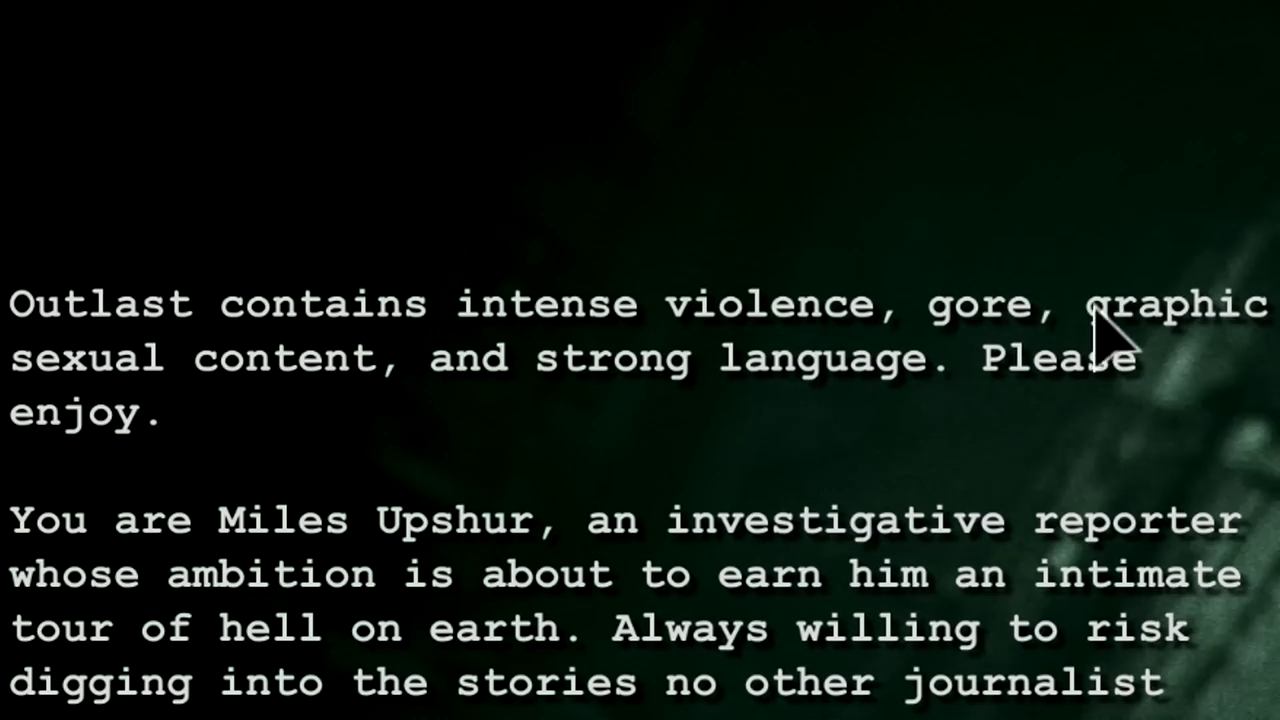 Outlast contains intense violence, gore, graphic
sexual content, and strong language. Please
enjoy.
You are Miles Upshur, an investigative reporter
whose ambition is about to earn him an intimate
tour of hell on earth. Always willing to risk
digging into the stories no other journalist